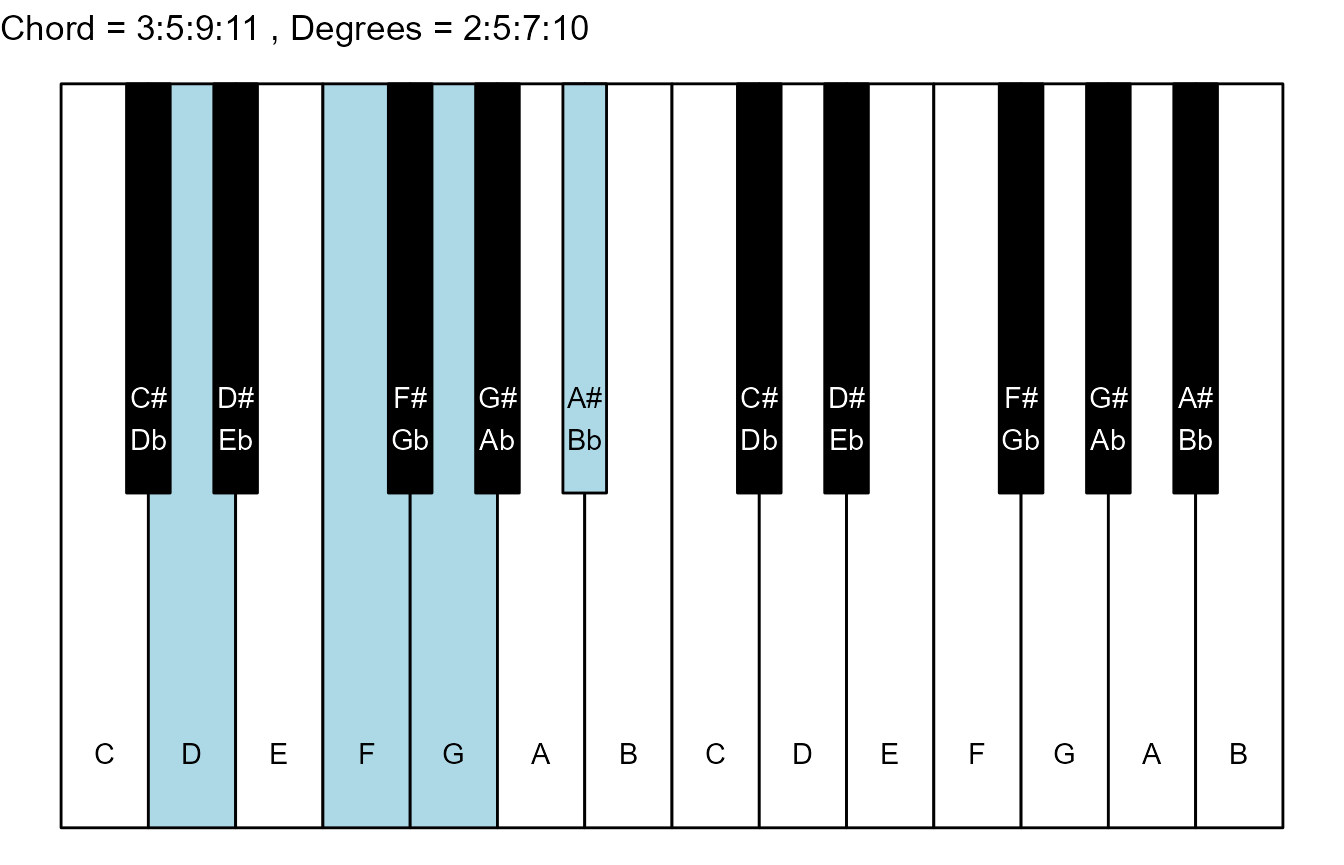 Chord = 3:5:9:11 , Degrees = 2:5:7:10
C# D# F# G# A# C# D# F# G# A#
Db Eb Gb Ab Bb Db Eb Gb Ab Bb
C D E F G A B C D E F G A B